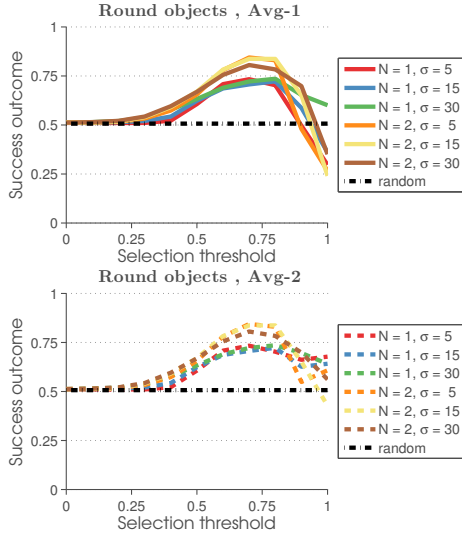 Round objects , Avg-1
Success outcome
1
0.75
0.5
0.25
0
0 0.25 0.5 0.75 1
Selection threshold
N = 1, σ = 5
N = 1, σ = 15
N = 1, σ = 30
N = 2, σ = 5
N = 2, σ = 15
N = 2, σ = 30
random
Round objects , Avg-2
Success outcome
1
0.75
0.5
0.25
0
0 0.25 0.5 0.75 1
Selection threshold
N = 1, σ = 5
N = 1, σ = 15
N = 1, σ = 30
N = 2, σ = 5
N = 2, σ = 15
N = 2, σ = 30
random